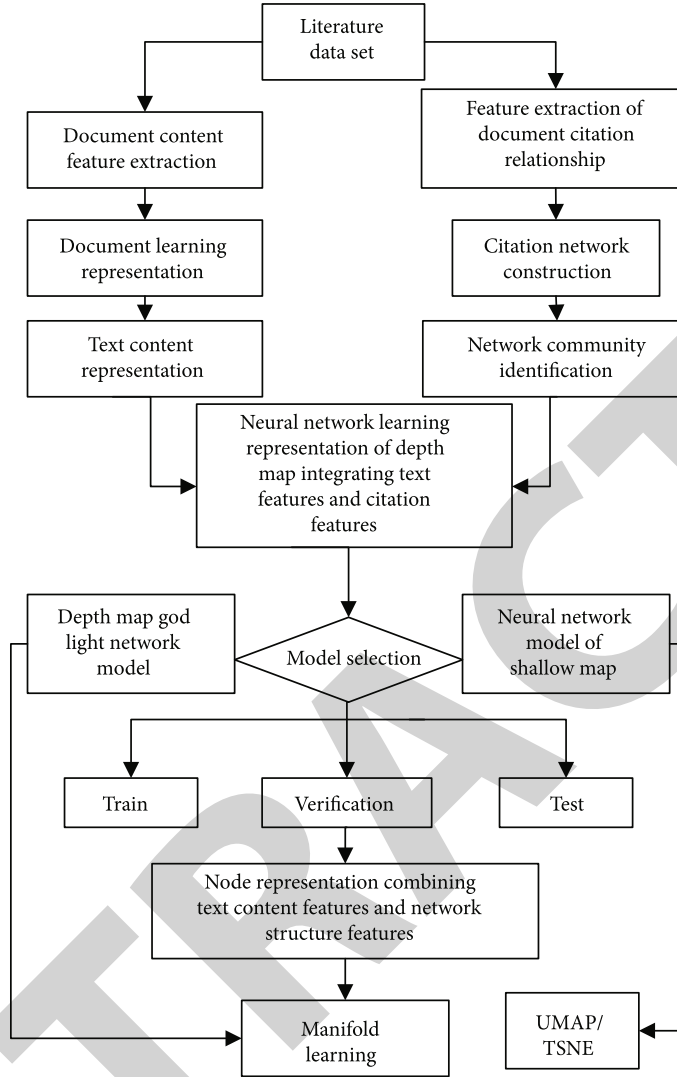 Literature
data set
Document content
feature extraction
Feature extraction of
document citation
relationship
Document learning
representation
Citation network
construction
Text content
representation
Network community
identification
Neural network learning
representation of depth
map integrating text
features and citation
features
Depth map god
light network
model
Model selection
Neural network
model of
shallow map
Train
Verification
Test
Node representation combining
text content features and network
structure features
Manifold
learning
UMAP/
TSNE
TRACT